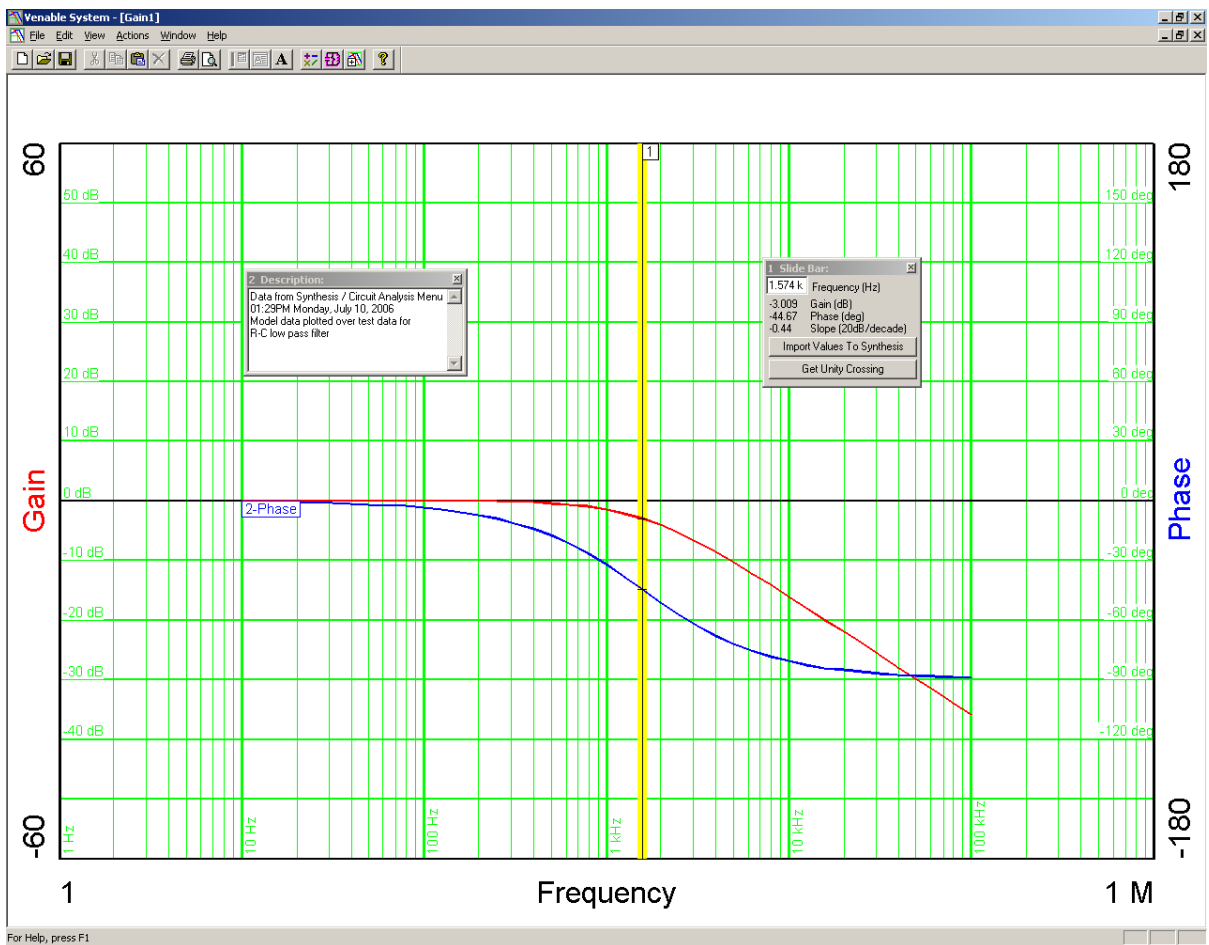 Venable System - [Gain1]
File Edit View Actions Window Help
A
?
60
180
1
50 dB
150 deg
40 dB
120 deg
2 Description:
Data from Synthesis / Circuit Analysis Menu
01:29PM Monday, July 10, 2006
Model data plotted over test data for
R-C low pass filter
1 Slide Bar:
1.574 k Frequency (Hz)
-3.009 Gain (dB)
-44.67 Phase (deg)
-0.44 Slope (20dB/decade)
Import Values To Synthesis
Get Unity Crossing
30 dB
90 deg
20 dB
60 deg
10 dB
30 deg
Gain
0 dB
0 deg
2-Phase
Phase
-10 dB
-30 deg
-20 dB
-60 deg
-30 dB
-90 deg
-40 dB
-120 deg
-60
-180
1 Hz
10 Hz
100 Hz
1 kHz
10 kHz
100 kHz
1
Frequency
1 M
For Help, press F1